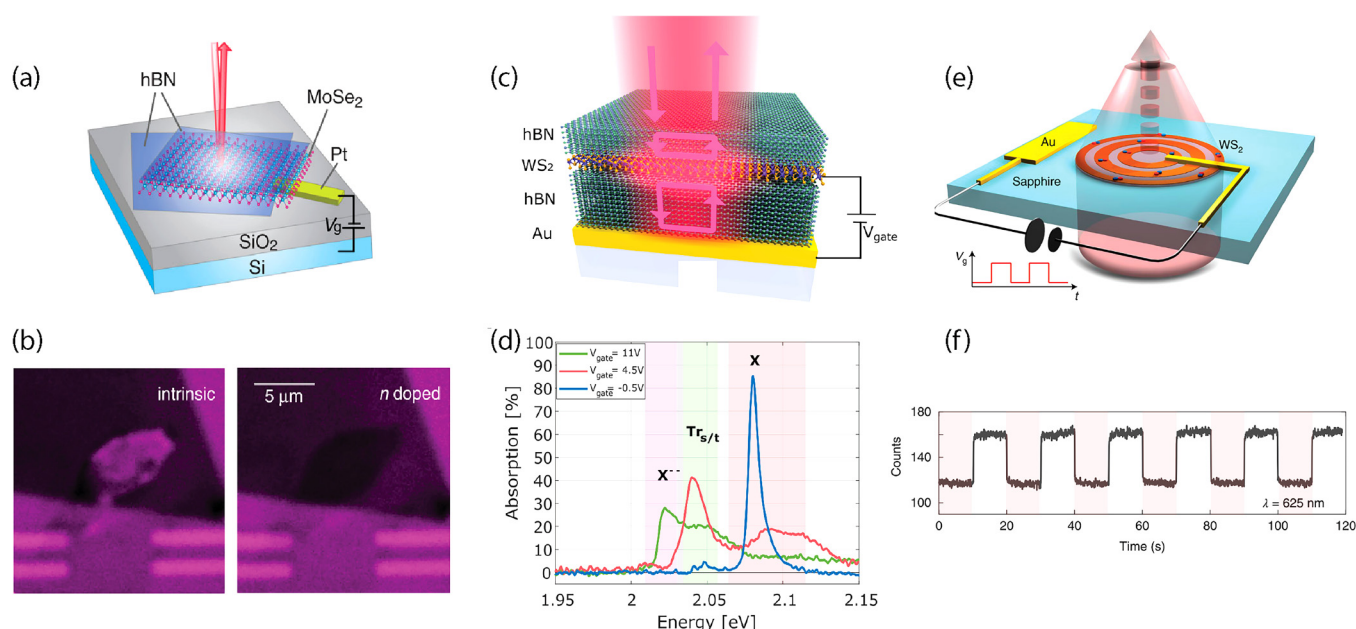 (a)
hBN
MoSe₂
Pt
Vg
SiO₂
Si
(b)
intrinsic
5 μm
n doped
(c)
hBN
WS₂
hBN
Au
Vgate
(d)
Absorption [%]
100
90
80
70
60
50
40
30
20
10
0
Vgate= 11V
Vgate= 4.5V
Vgate= -0.5V
X
Trs/t
X--
1.95
2
2.05
2.1
2.15
Energy [eV]
(e)
Au
WS₂
Sapphire
Vg
t
(f)
Counts
180
160
140
120
90
λ = 625 nm
0
20
40
60
80
100
120
Time (s)